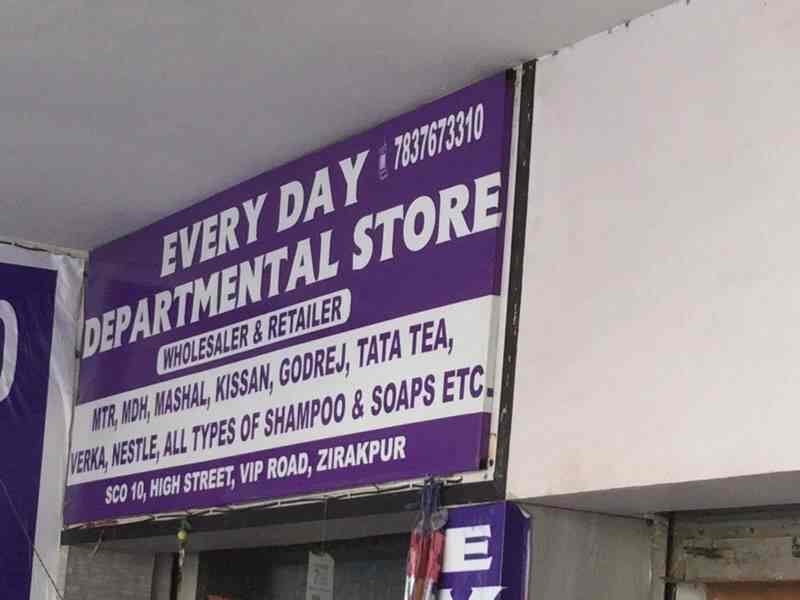 7837673310
EVERY DAY
DEPARTMENTAL STORE
WHOLESALER & RETAILER
MTR, MDH, MASHAL, KISSAN, GODREJ, TATA TEA,
VERKA, NESTLE, ALL TYPES OF SHAMPOO & SOAPS ETC.
SCO 10, HIGH STREET, VIP ROAD, ZIRAKPUR
E